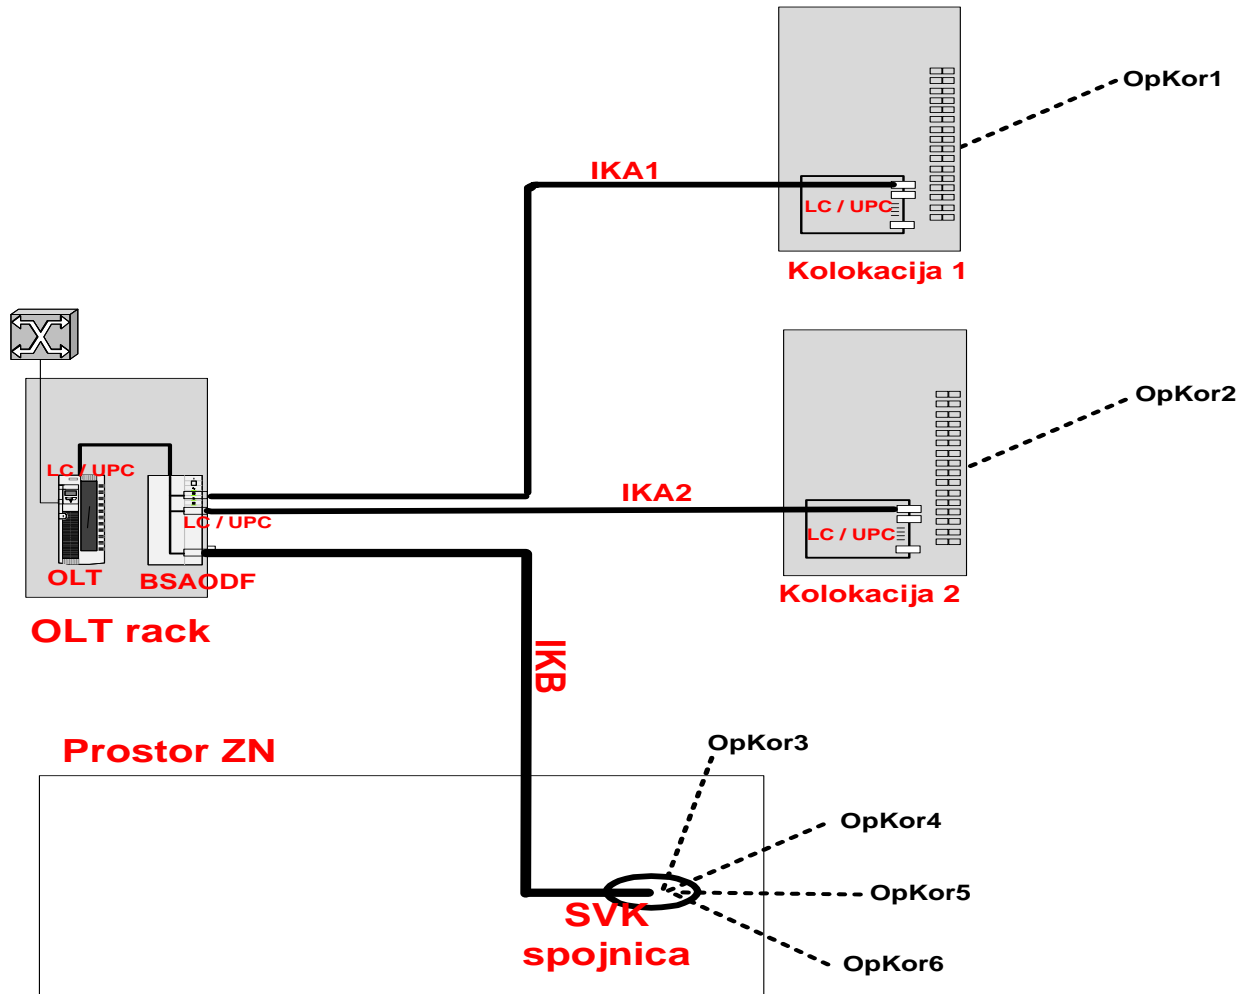 OpKor1
IKA1
LC / UPC
Kolokacija 1
OpKor2
LC / UPC
IKA2
LC / UPC
LC / UPC
OLT
BSAODF
Kolokacija 2
OLT rack
IKB
Prostor ZN
OpKor3
OpKor4
OpKor5
SVK
spojnica
OpKor6